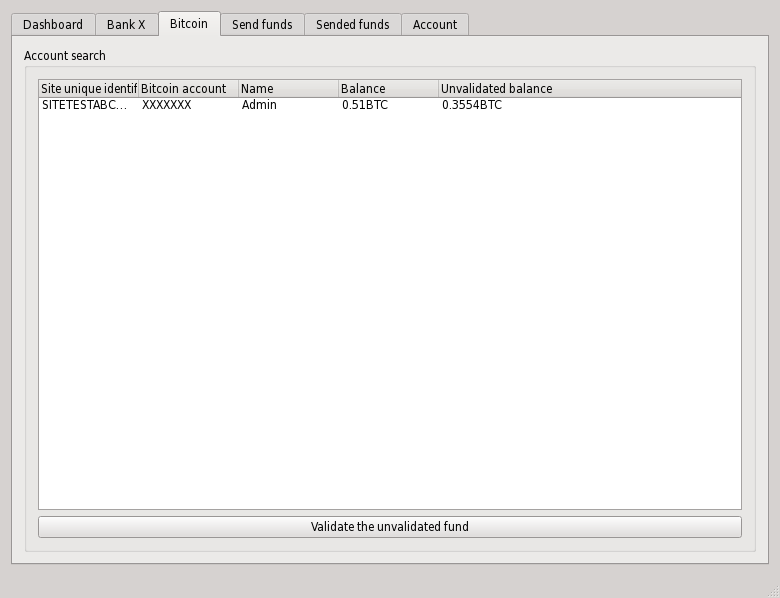 Dashboard Bank X Bitcoin Send funds Sended funds Account
Account search
Site unique identif Bitcoin account Name Balance Unvalidated balance
SITETESTABC... XXXXXXX Admin 0.51BTC 0.3554BTC
Validate the unvalidated fund